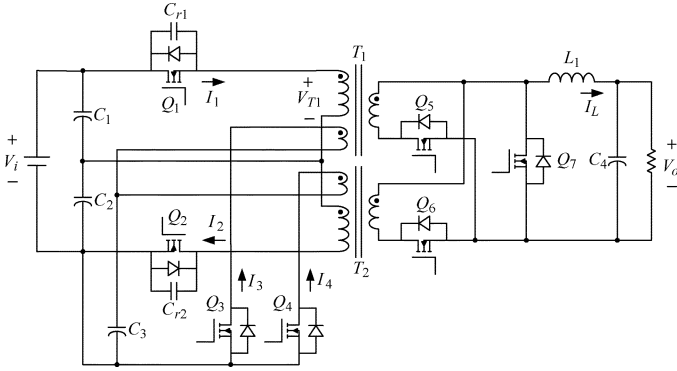 C_{r1}
T_1
L_1
+
V_{T1}
−
Q_1
I_1
Q_5
I_L
C_1
+
V_i
−
Q_7
C_4
+
V_o
−
C_2
Q_2
I_2
Q_6
T_2
I_3
I_4
C_{r2}
Q_3
Q_4
C_3